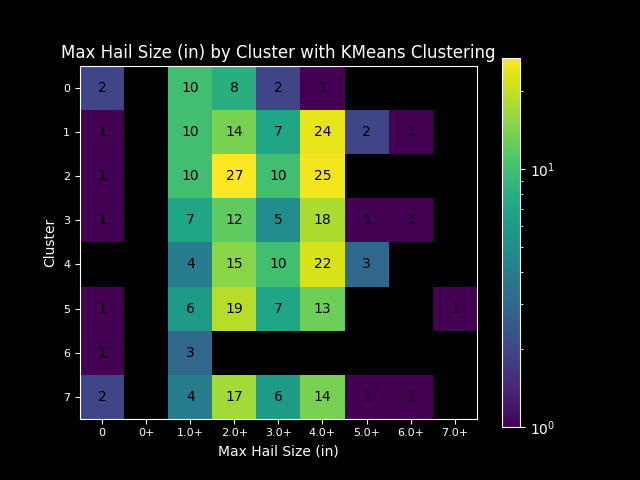 Max Hail Size (in) by Cluster with KMeans Clustering
0 2 10 8 2 1
1 1 10 14 7 24 2 1
2 1 10 27 10 25
3 1 7 12 5 18 1 1
4 4 15 10 22 3
5 1 6 19 7 13 1
6 1 3
7 2 4 17 6 14 1 1
0 0+ 1.0+ 2.0+ 3.0+ 4.0+ 5.0+ 6.0+ 7.0+
Max Hail Size (in)
Cluster
10¹
10⁰